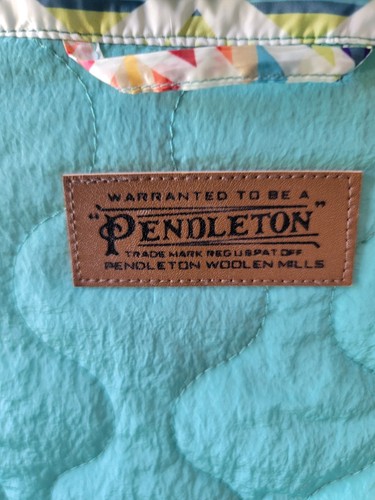 WARRANTED TO BE A
"PENDLETON"
TRADE MARK REG U S PAT OFF
PENDLETON WOOLEN MILLS